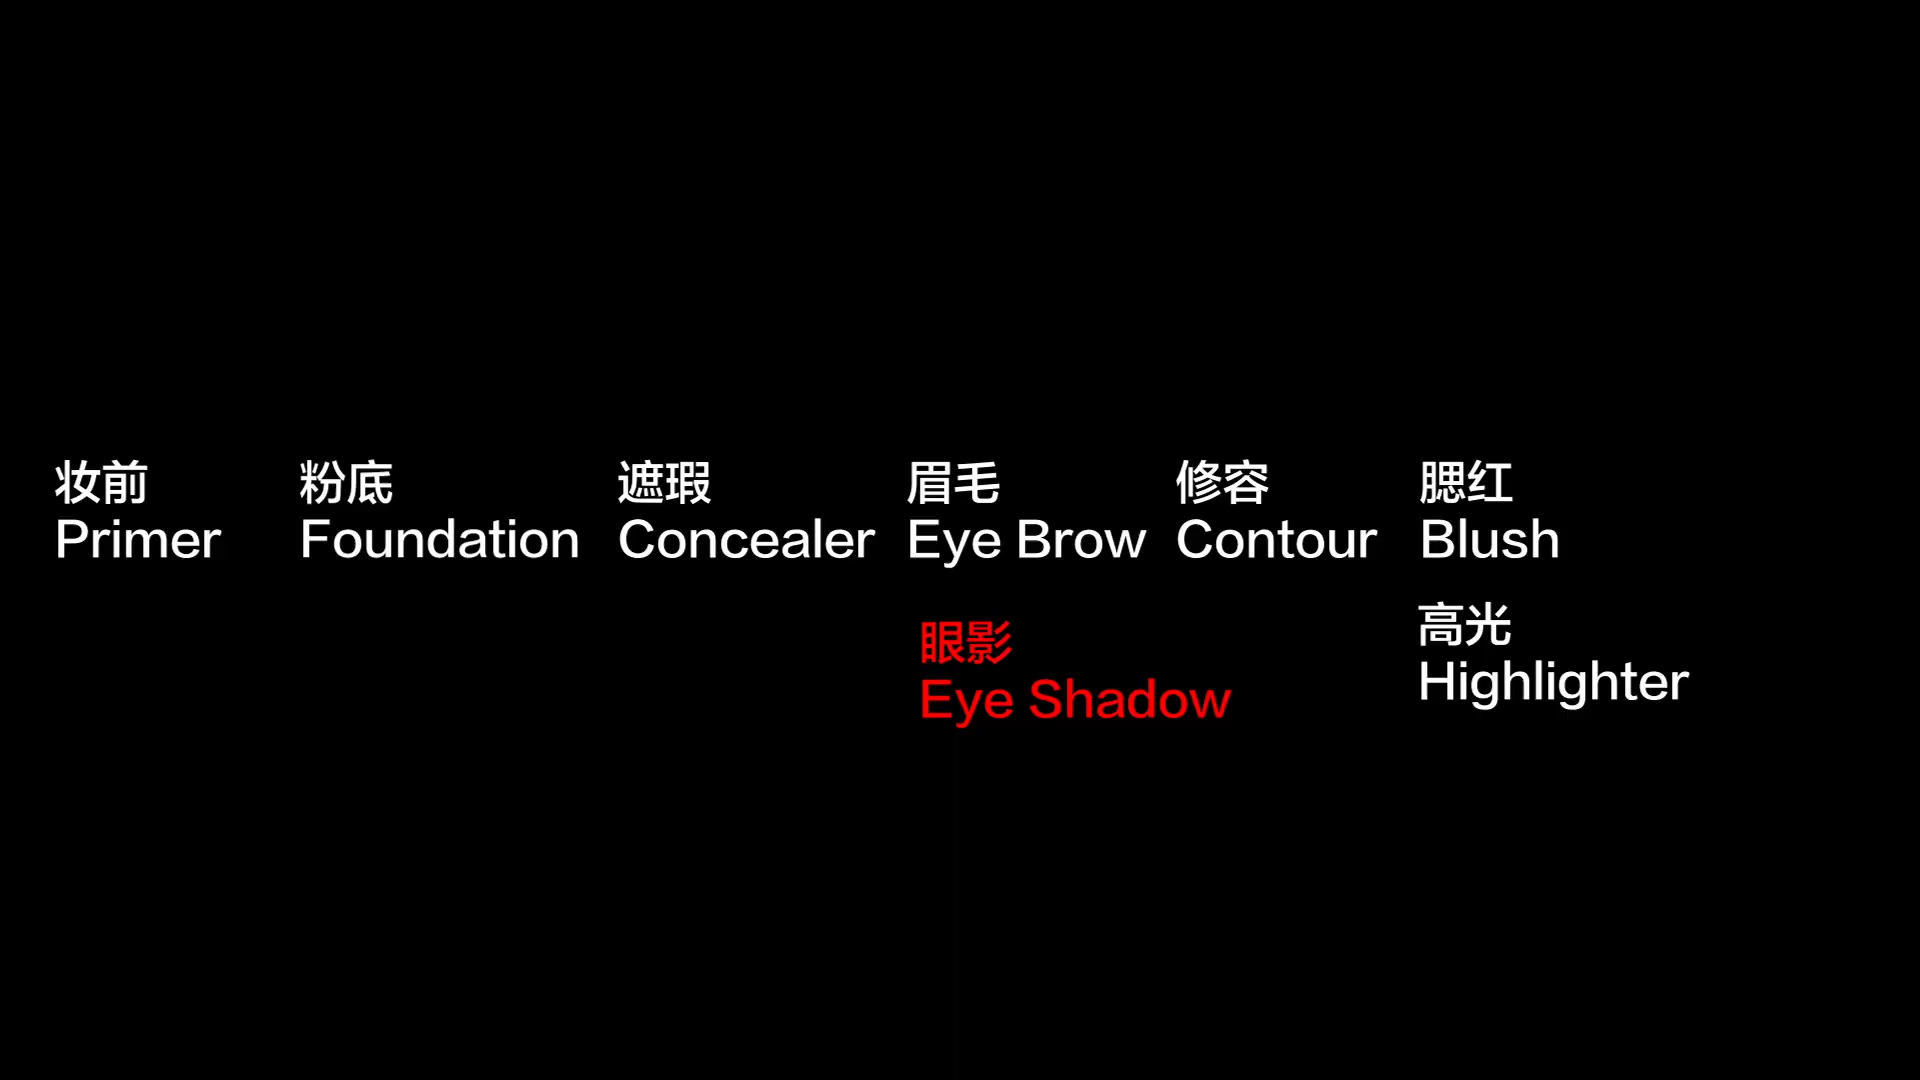 妆前
Primer
粉底
Foundation
遮瑕
Concealer
眉毛
Eye Brow
修容
Contour
腮红
Blush
眼影
Eye Shadow
高光
Highlighter